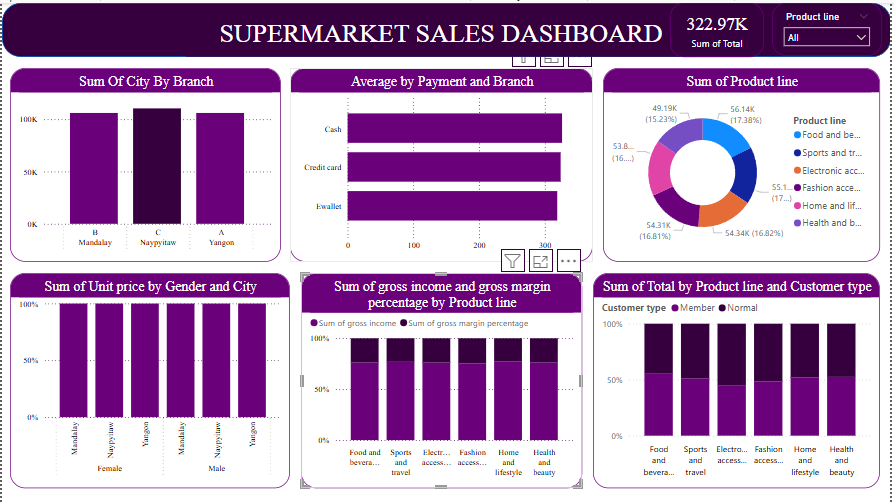 SUPERMARKET SALES DASHBOARD
322.97K
Sum of Total
Product line
All
Sum Of City By Branch
100K
50K
0K
B
C
A
Mandalay
Naypyitaw
Yangon
Average by Payment and Branch
Cash
Credit card
Ewallet
0
100
200
300
Sum of Product line
49.19K
(15.23%)
56.14K
(17.38%)
53.8...
(16....)
55.1...
(17...)
54.31K
(16.81%)
54.34K (16.82%)
Product line
Food and be...
Sports and tr...
Electronic acc...
Fashion acce...
Home and lif...
Health and b...
Sum of Unit price by Gender and City
100%
50%
0%
Mandalay
Naypyitaw
Yangon
Mandalay
Naypyitaw
Yangon
Female
Male
Sum of gross income and gross margin
percentage by Product line
Sum of gross income
Sum of gross margin percentage
100%
50%
0%
Food and
bevera...
Sports
and
travel
Electr...
access...
Fashion
access...
Home
and
lifestyle
Health
and
beauty
Sum of Total by Product line and Customer type
Customer type
Member
Normal
100%
50%
0%
Food
and
bevera...
Sports
and
travel
Electro...
access...
Fashion
access...
Home
and
lifestyle
Health
and
beauty